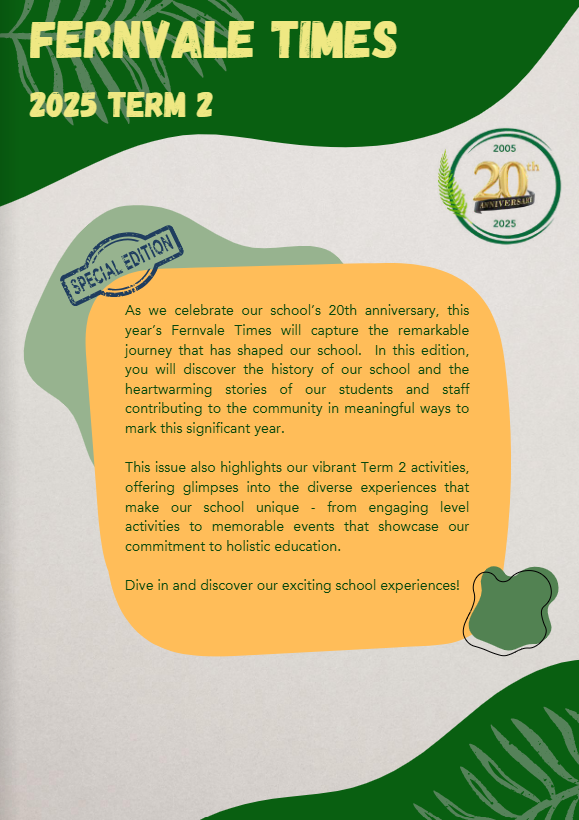 FERNVALE TIMES
2025 TERM 2
2005
20th
ANNIVERSARY
2025
SPECIAL EDITION
As we celebrate our school's 20th anniversary, this
year's Fernvale Times will capture the remarkable
journey that has shaped our school.  In this edition,
you will discover the history of our school and the
heartwarming stories of our students and staff
contributing to the community in meaningful ways to
mark this significant year.
This issue also highlights our vibrant Term 2 activities,
offering glimpses into the diverse experiences that
make our school unique - from engaging level
activities to memorable events that showcase our
commitment to holistic education.
Dive in and discover our exciting school experiences!